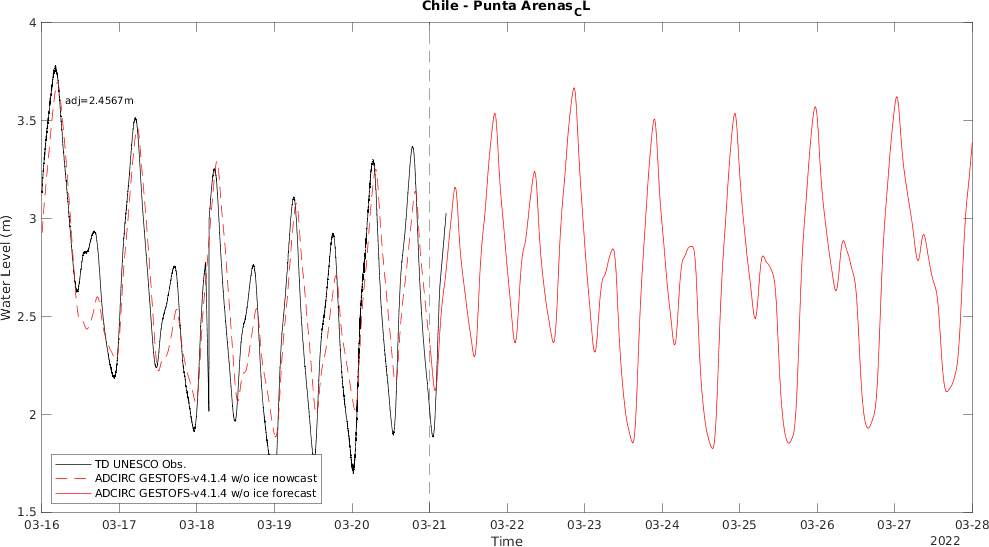 Chile - Punta Arenas_CL
4
adj=2.4567m
3.5
3
Water Level (m)
2.5
2
TD UNESCO Obs.
ADCIRC GESTOFS-v4.1.4 w/o ice nowcast
ADCIRC GESTOFS-v4.1.4 w/o ice forecast
1.5
03-16 03-17 03-18 03-19 03-20 03-21 03-22 03-23 03-24 03-25 03-26 03-27 03-28
Time
2022